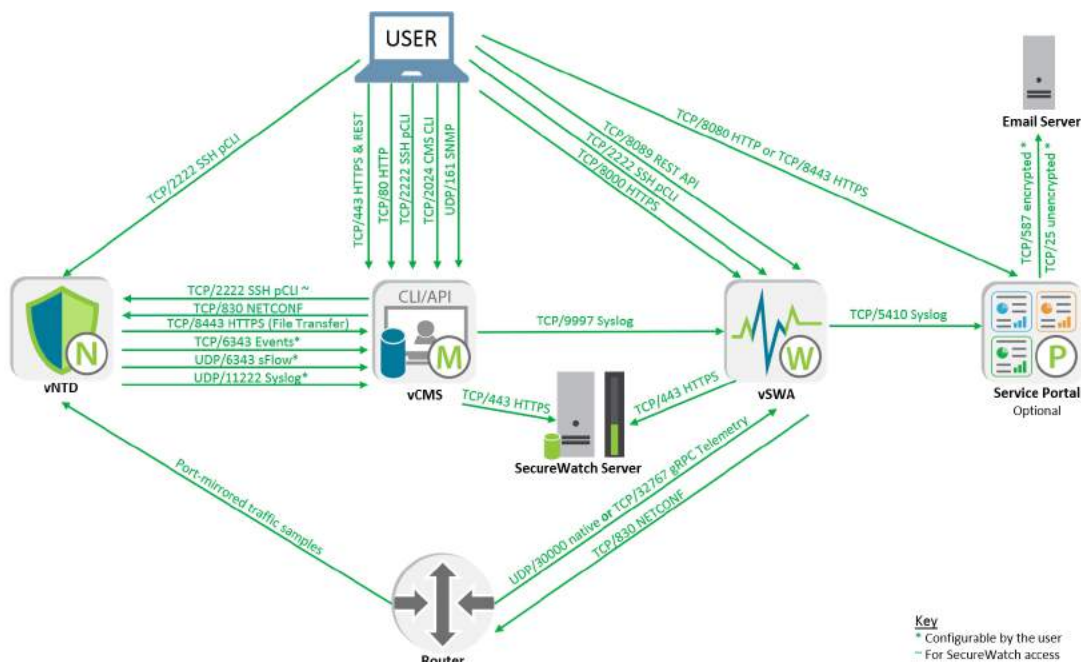 USER
Email Server
TCP/2222 SSH pCLI
TCP/443 HTTPS & REST
TCP/80 HTTP
TCP/2222 SSH pCLI
TCP/2024 CMS CLI
UDP/161 SNMP
TCP/8089 REST API
TCP/2222 SSH pCLI
TCP/8000 HTTPS
TCP/8080 HTTP or TCP/8443 HTTPS
TCP/587 encrypted *
TCP/25 unencrypted *
TCP/2222 SSH pCLI ~
TCP/830 NETCONF
TCP/8443 HTTPS (File Transfer)
TCP/6343 Events*
UDP/6343 sFlow*
UDP/11222 Syslog*
N
vNTD
CLI/API
M
vCMS
TCP/9997 Syslog
W
vSWA
TCP/5410 Syslog
P
Service Portal
Optional
TCP/443 HTTPS
TCP/443 HTTPS
SecureWatch Server
Port-mirrored traffic samples
UDP/30000 native or TCP/32767 gRPC Telemetry
TCP/830 NETCONF
Router
Key
* Configurable by the user
~ For SecureWatch access